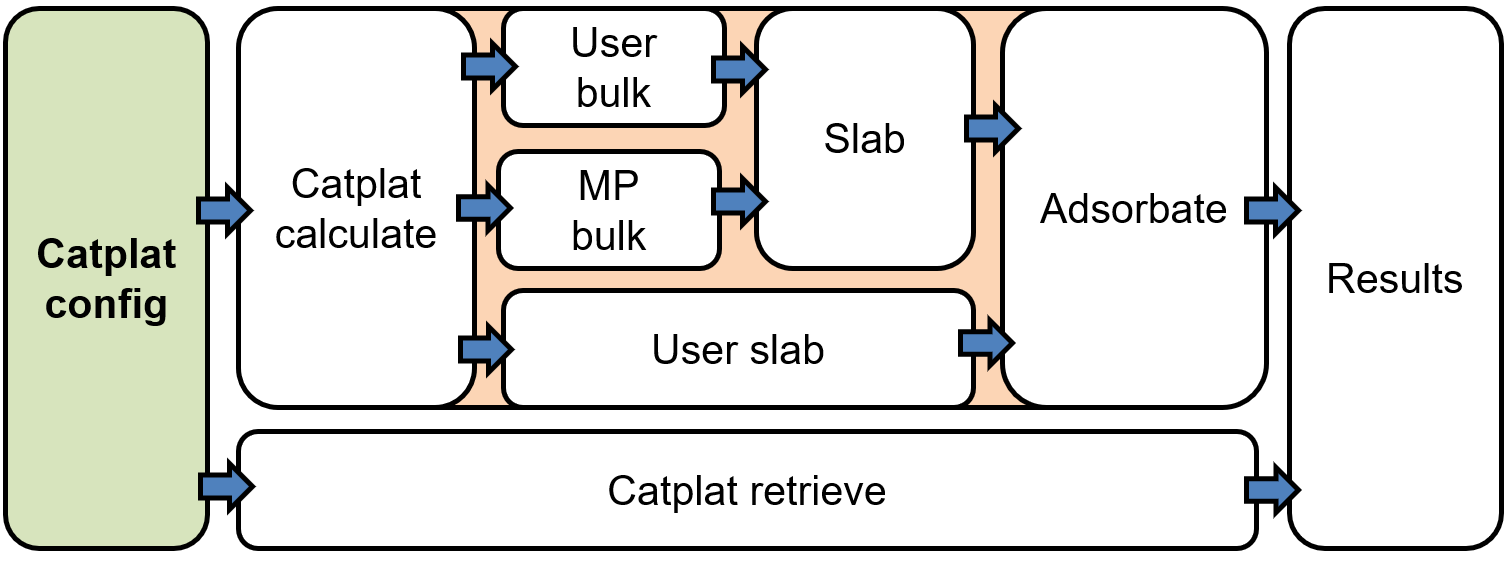 Catplat
config
Catplat
calculate
User
bulk
MP
bulk
User slab
Slab
Adsorbate
Catplat retrieve
Results